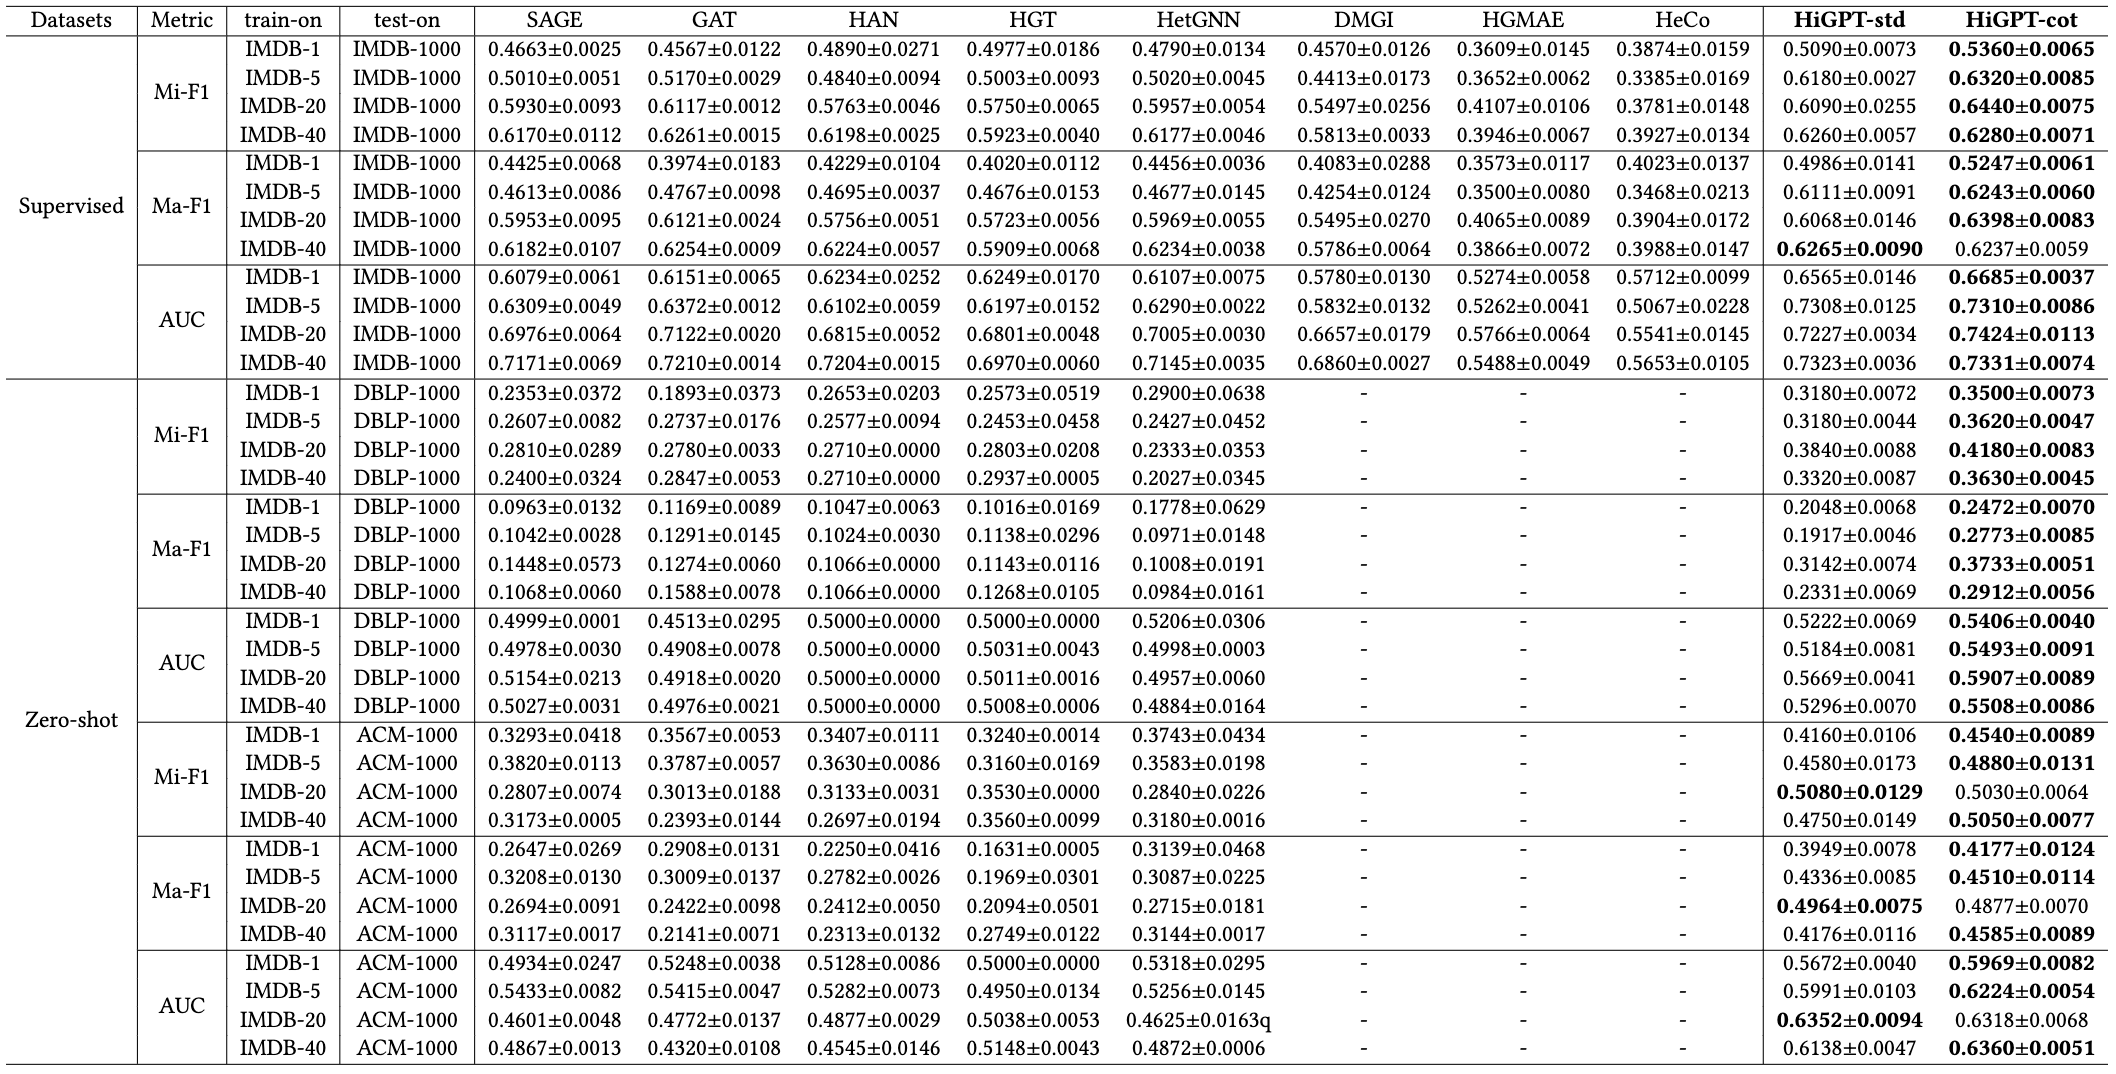 Datasets Metric train-on test-on SAGE GAT HAN HGT HetGNN DMGI HGMAE HeCo HiGPT-std HiGPT-cot
Supervised Mi-F1 IMDB-1 IMDB-1000 0.4663±0.0025 0.4567±0.0122 0.4890±0.0271 0.4977±0.0186 0.4790±0.0134 0.4570±0.0126 0.3609±0.0145 0.3874±0.0159 0.5090±0.0073 0.5360±0.0065
IMDB-5 IMDB-1000 0.5010±0.0051 0.5170±0.0029 0.4840±0.0094 0.5003±0.0093 0.5020±0.0045 0.4413±0.0173 0.3652±0.0062 0.3385±0.0169 0.6180±0.0027 0.6320±0.0085
IMDB-20 IMDB-1000 0.5930±0.0093 0.6117±0.0012 0.5763±0.0046 0.5750±0.0065 0.5957±0.0054 0.5497±0.0256 0.4107±0.0106 0.3781±0.0148 0.6090±0.0255 0.6440±0.0075
IMDB-40 IMDB-1000 0.6170±0.0112 0.6261±0.0015 0.6198±0.0025 0.5923±0.0040 0.6177±0.0046 0.5813±0.0033 0.3946±0.0067 0.3927±0.0134 0.6260±0.0057 0.6280±0.0071
Ma-F1 IMDB-1 IMDB-1000 0.4425±0.0068 0.3974±0.0183 0.4229±0.0104 0.4020±0.0112 0.4456±0.0036 0.4083±0.0288 0.3573±0.0117 0.4023±0.0137 0.4986±0.0141 0.5247±0.0061
IMDB-5 IMDB-1000 0.4613±0.0086 0.4767±0.0098 0.4695±0.0037 0.4676±0.0153 0.4677±0.0145 0.4254±0.0124 0.3500±0.0080 0.3468±0.0213 0.6111±0.0091 0.6243±0.0060
IMDB-20 IMDB-1000 0.5953±0.0095 0.6121±0.0024 0.5756±0.0051 0.5723±0.0056 0.5969±0.0055 0.5495±0.0270 0.4065±0.0089 0.3904±0.0172 0.6068±0.0146 0.6398±0.0083
IMDB-40 IMDB-1000 0.6182±0.0107 0.6254±0.0009 0.6224±0.0057 0.5909±0.0068 0.6234±0.0038 0.5786±0.0064 0.3866±0.0072 0.3988±0.0147 0.6265±0.0090 0.6237±0.0059
AUC IMDB-1 IMDB-1000 0.6079±0.0061 0.6151±0.0065 0.6234±0.0252 0.6249±0.0170 0.6107±0.0075 0.5780±0.0130 0.5274±0.0058 0.5712±0.0099 0.6565±0.0146 0.6685±0.0037
IMDB-5 IMDB-1000 0.6309±0.0049 0.6372±0.0012 0.6102±0.0059 0.6197±0.0152 0.6290±0.0022 0.5832±0.0132 0.5262±0.0041 0.5067±0.0228 0.7308±0.0125 0.7310±0.0086
IMDB-20 IMDB-1000 0.6976±0.0064 0.7122±0.0020 0.6815±0.0052 0.6801±0.0048 0.7005±0.0030 0.6657±0.0179 0.5766±0.0064 0.5541±0.0145 0.7227±0.0034 0.7424±0.0113
IMDB-40 IMDB-1000 0.7171±0.0069 0.7210±0.0014 0.7204±0.0015 0.6970±0.0060 0.7145±0.0035 0.6860±0.0027 0.5488±0.0049 0.5653±0.0105 0.7323±0.0036 0.7331±0.0074
Zero-shot Mi-F1 IMDB-1 DBLP-1000 0.2353±0.0372 0.1893±0.0373 0.2653±0.0203 0.2573±0.0519 0.2900±0.0638 - - - 0.3180±0.0072 0.3500±0.0073
IMDB-5 DBLP-1000 0.2607±0.0082 0.2737±0.0176 0.2577±0.0094 0.2453±0.0458 0.2427±0.0452 - - - 0.3180±0.0044 0.3620±0.0047
IMDB-20 DBLP-1000 0.2810±0.0289 0.2780±0.0033 0.2710±0.0000 0.2803±0.0208 0.2333±0.0353 - - - 0.3840±0.0088 0.4180±0.0083
IMDB-40 DBLP-1000 0.2400±0.0324 0.2847±0.0053 0.2710±0.0000 0.2937±0.0005 0.2027±0.0345 - - - 0.3320±0.0087 0.3630±0.0045
Ma-F1 IMDB-1 DBLP-1000 0.0963±0.0132 0.1169±0.0089 0.1047±0.0063 0.1016±0.0169 0.1778±0.0629 - - - 0.2048±0.0068 0.2472±0.0070
IMDB-5 DBLP-1000 0.1042±0.0028 0.1291±0.0145 0.1024±0.0030 0.1138±0.0296 0.0971±0.0148 - - - 0.1917±0.0046 0.2773±0.0085
IMDB-20 DBLP-1000 0.1448±0.0573 0.1274±0.0060 0.1066±0.0000 0.1143±0.0116 0.1008±0.0191 - - - 0.3142±0.0074 0.3733±0.0051
IMDB-40 DBLP-1000 0.1068±0.0060 0.1588±0.0078 0.1066±0.0000 0.1268±0.0105 0.0984±0.0161 - - - 0.2331±0.0069 0.2912±0.0056
AUC IMDB-1 DBLP-1000 0.4999±0.0001 0.4513±0.0295 0.5000±0.0000 0.5000±0.0000 0.5206±0.0306 - - - 0.5222±0.0069 0.5406±0.0040
IMDB-5 DBLP-1000 0.4978±0.0030 0.4908±0.0078 0.5000±0.0000 0.5031±0.0043 0.4998±0.0003 - - - 0.5184±0.0081 0.5493±0.0091
IMDB-20 DBLP-1000 0.5154±0.0213 0.4918±0.0020 0.5000±0.0000 0.5011±0.0016 0.4957±0.0060 - - - 0.5669±0.0041 0.5907±0.0089
IMDB-40 DBLP-1000 0.5027±0.0031 0.4976±0.0021 0.5000±0.0000 0.5008±0.0006 0.4884±0.0164 - - - 0.5296±0.0070 0.5508±0.0086
Mi-F1 IMDB-1 ACM-1000 0.3293±0.0418 0.3567±0.0053 0.3407±0.0111 0.3240±0.0014 0.3743±0.0434 - - - 0.4160±0.0106 0.4540±0.0089
IMDB-5 ACM-1000 0.3820±0.0113 0.3787±0.0057 0.3630±0.0086 0.3160±0.0169 0.3583±0.0198 - - - 0.4580±0.0173 0.4880±0.0131
IMDB-20 ACM-1000 0.2807±0.0074 0.3013±0.0188 0.3133±0.0031 0.3530±0.0000 0.2840±0.0226 - - - 0.5080±0.0129 0.5030±0.0064
IMDB-40 ACM-1000 0.3173±0.0005 0.2393±0.0144 0.2697±0.0194 0.3560±0.0099 0.3180±0.0016 - - - 0.4750±0.0149 0.5050±0.0077
Ma-F1 IMDB-1 ACM-1000 0.2647±0.0269 0.2908±0.0131 0.2250±0.0416 0.1631±0.0005 0.3139±0.0468 - - - 0.3949±0.0078 0.4177±0.0124
IMDB-5 ACM-1000 0.3208±0.0130 0.3009±0.0137 0.2782±0.0026 0.1969±0.0301 0.3087±0.0225 - - - 0.4336±0.0085 0.4510±0.0114
IMDB-20 ACM-1000 0.2694±0.0091 0.2422±0.0098 0.2412±0.0050 0.2094±0.0501 0.2715±0.0181 - - - 0.4964±0.0075 0.4877±0.0070
IMDB-40 ACM-1000 0.3117±0.0017 0.2141±0.0071 0.2313±0.0132 0.2749±0.0122 0.3144±0.0017 - - - 0.4176±0.0116 0.4585±0.0089
AUC IMDB-1 ACM-1000 0.4934±0.0247 0.5248±0.0038 0.5128±0.0086 0.5000±0.0000 0.5318±0.0295 - - - 0.5672±0.0040 0.5969±0.0082
IMDB-5 ACM-1000 0.5433±0.0082 0.5415±0.0047 0.5282±0.0073 0.4950±0.0134 0.5256±0.0145 - - - 0.5991±0.0103 0.6224±0.0054
IMDB-20 ACM-1000 0.4601±0.0048 0.4772±0.0137 0.4877±0.0029 0.5038±0.0053 0.4625±0.0163q - - - 0.6352±0.0094 0.6318±0.0068
IMDB-40 ACM-1000 0.4867±0.0013 0.4320±0.0108 0.4545±0.0146 0.5148±0.0043 0.4872±0.0006 - - - 0.6138±0.0047 0.6360±0.0051